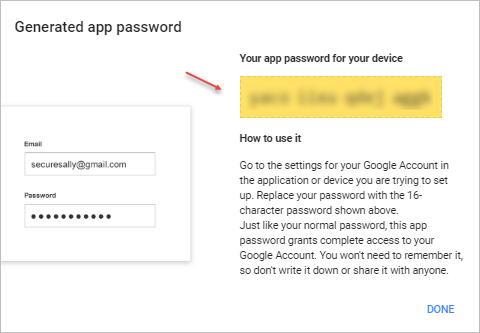 Generated app password
Your app password for your device
How to use it
Email
securesally@gmail.com
Password
Go to the settings for your Google Account in
the application or device you are trying to set
up. Replace your password with the 16-
character password shown above.
Just like your normal password, this app
password grants complete access to your
Google Account. You won't need to remember it,
so don't write it down or share it with anyone.
DONE